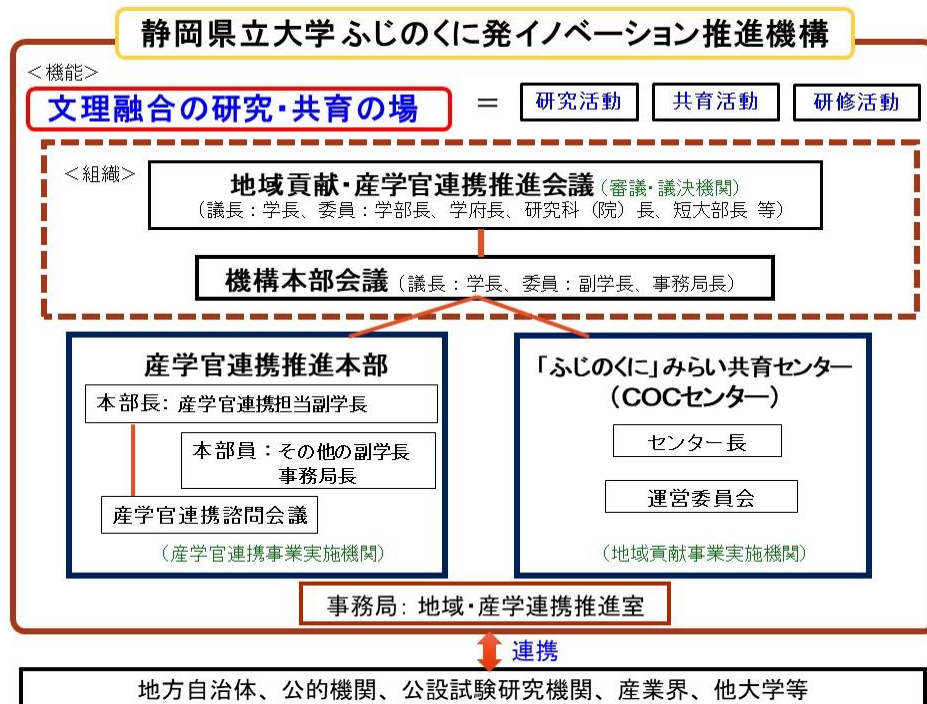 静岡県立大学 ふじのくに発イノベーション推進機構
＜機能＞
文理融合の研究・共育の場 ＝ 研究活動 共育活動 研修活動
＜組織＞
地域貢献・産学官連携推進会議（審議・議決機関）
（議長：学長、委員：学部長、学府長、研究科（院）長、短大部長 等）
機構本部会議（議長：学長、委員：副学長、事務局長）
産学官連携推進本部
本部長：産学官連携担当副学長
本部員：その他の副学長
事務局長
産学官連携諮問会議
（産学官連携事業実施機関）
「ふじのくに」みらい共育センター
（COCセンター）
センター長
運営委員会
（地域貢献事業実施機関）
事務局：地域・産学連携推進室
連携
地方自治体、公的機関、公設試験研究機関、産業界、他大学等